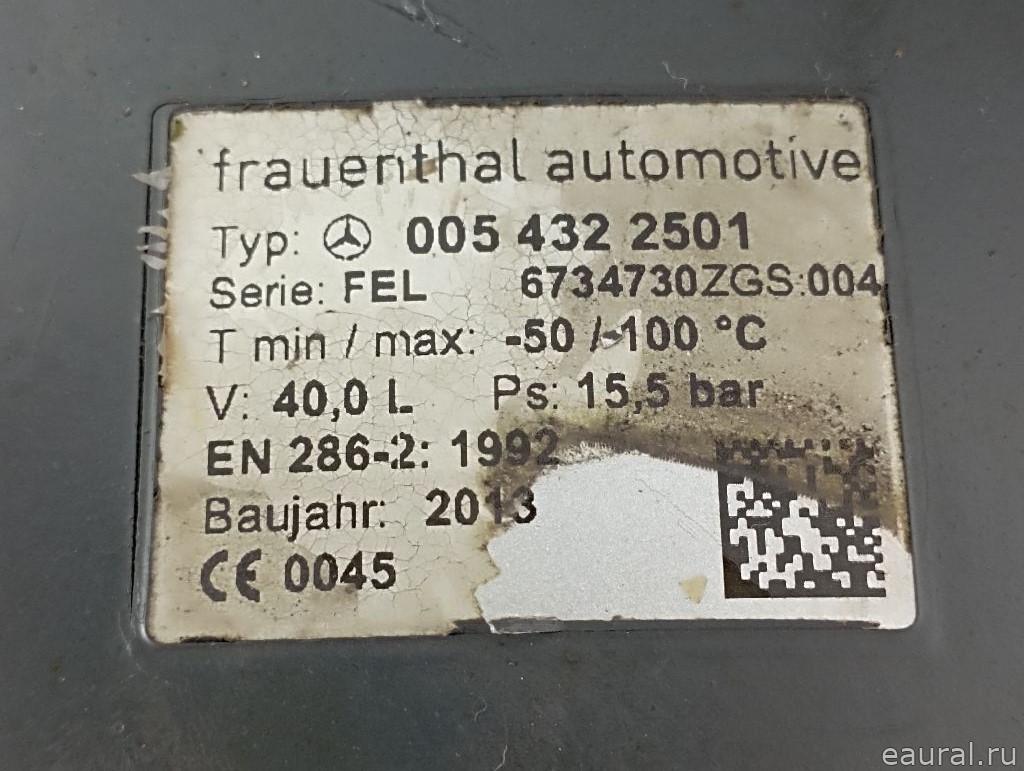 frauenthal automotive
Typ: 005 432 2501
Serie: FEL 6734730ZGS:004
T min / max: -50 /-100 °C
V: 40,0 L Ps: 15,5 bar
EN 286-2: 1992
Baujahr: 2013
CE 0045
eaural.ru